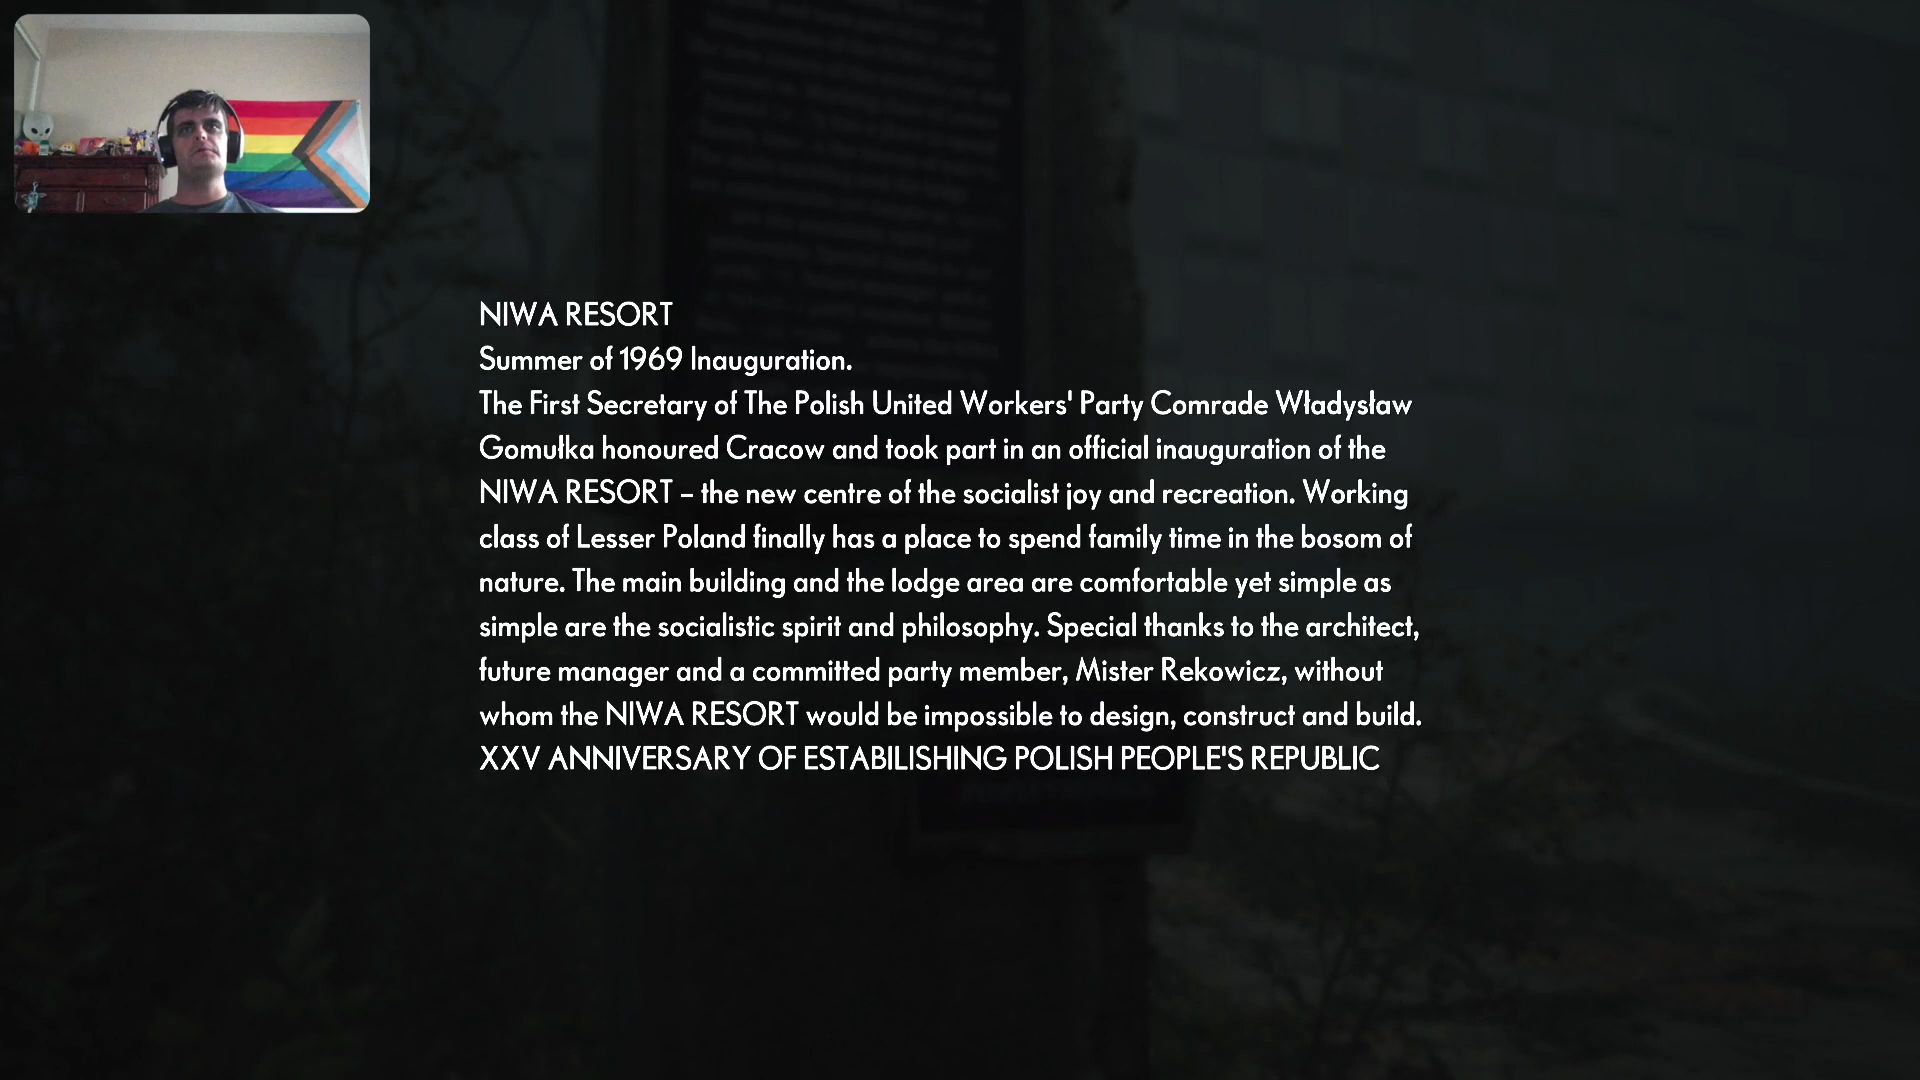 NIWA RESORT
Summer of 1969 Inauguration.
The First Secretary of The Polish United Workers' Party Comrade Władysław
Gomułka honoured Cracow and took part in an official inauguration of the
NIWA RESORT – the new centre of the socialist joy and recreation. Working
class of Lesser Poland finally has a place to spend family time in the bosom of
nature. The main building and the lodge area are comfortable yet simple as
simple are the socialistic spirit and philosophy. Special thanks to the architect,
future manager and a committed party member, Mister Rekowicz, without
whom the NIWA RESORT would be impossible to design, construct and build.
XXV ANNIVERSARY OF ESTABILISHING POLISH PEOPLE'S REPUBLIC